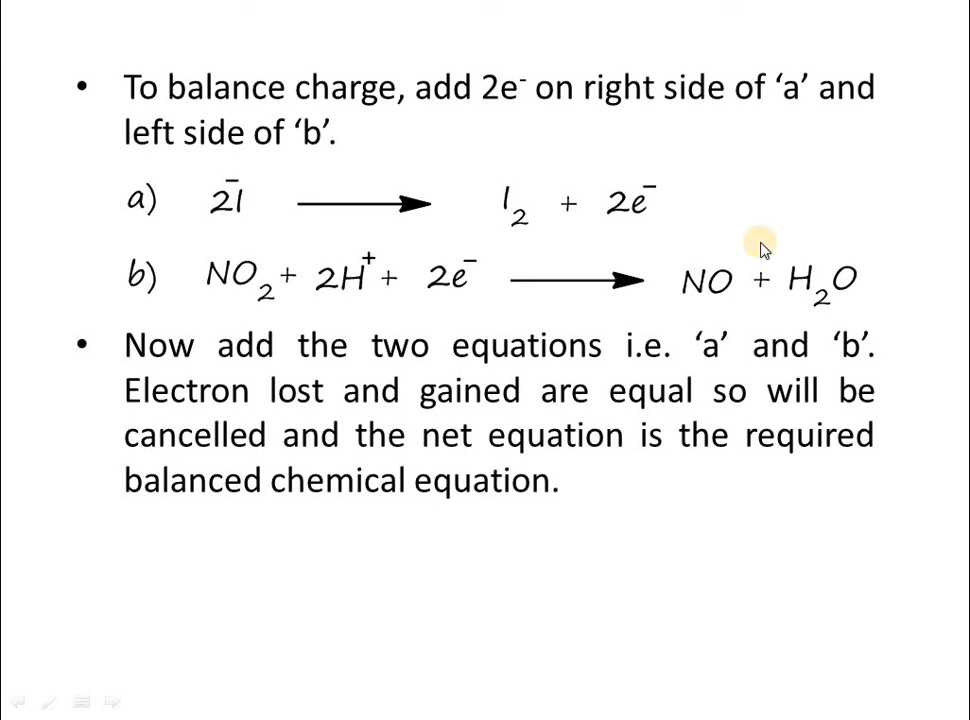 • To balance charge, add 2e⁻ on right side of ‘a’ and
left side of ‘b’.
a) 2I⁻ ⟶ I₂ + 2e⁻
b) NO₂ + 2H⁺ + 2e⁻ ⟶ NO + H₂O
• Now add the two equations i.e. ‘a’ and ‘b’.
Electron lost and gained are equal so will be
cancelled and the net equation is the required
balanced chemical equation.